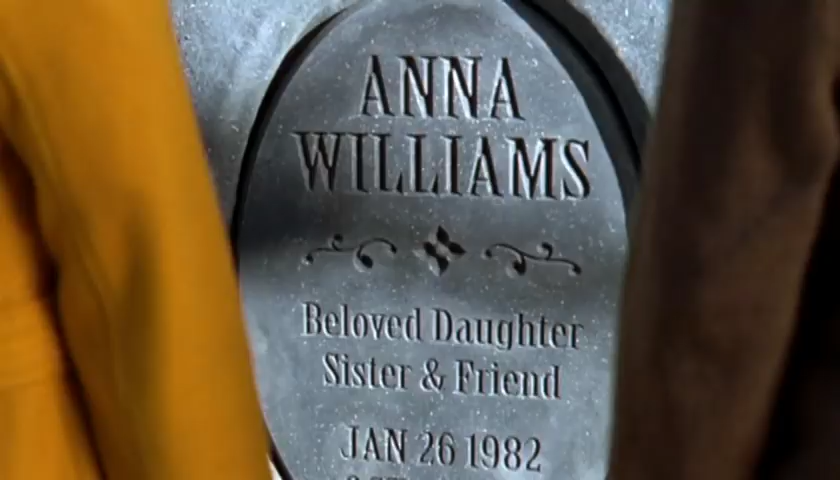 ANNA
WILLIAMS
Beloved Daughter
Sister & Friend
JAN 26 1982